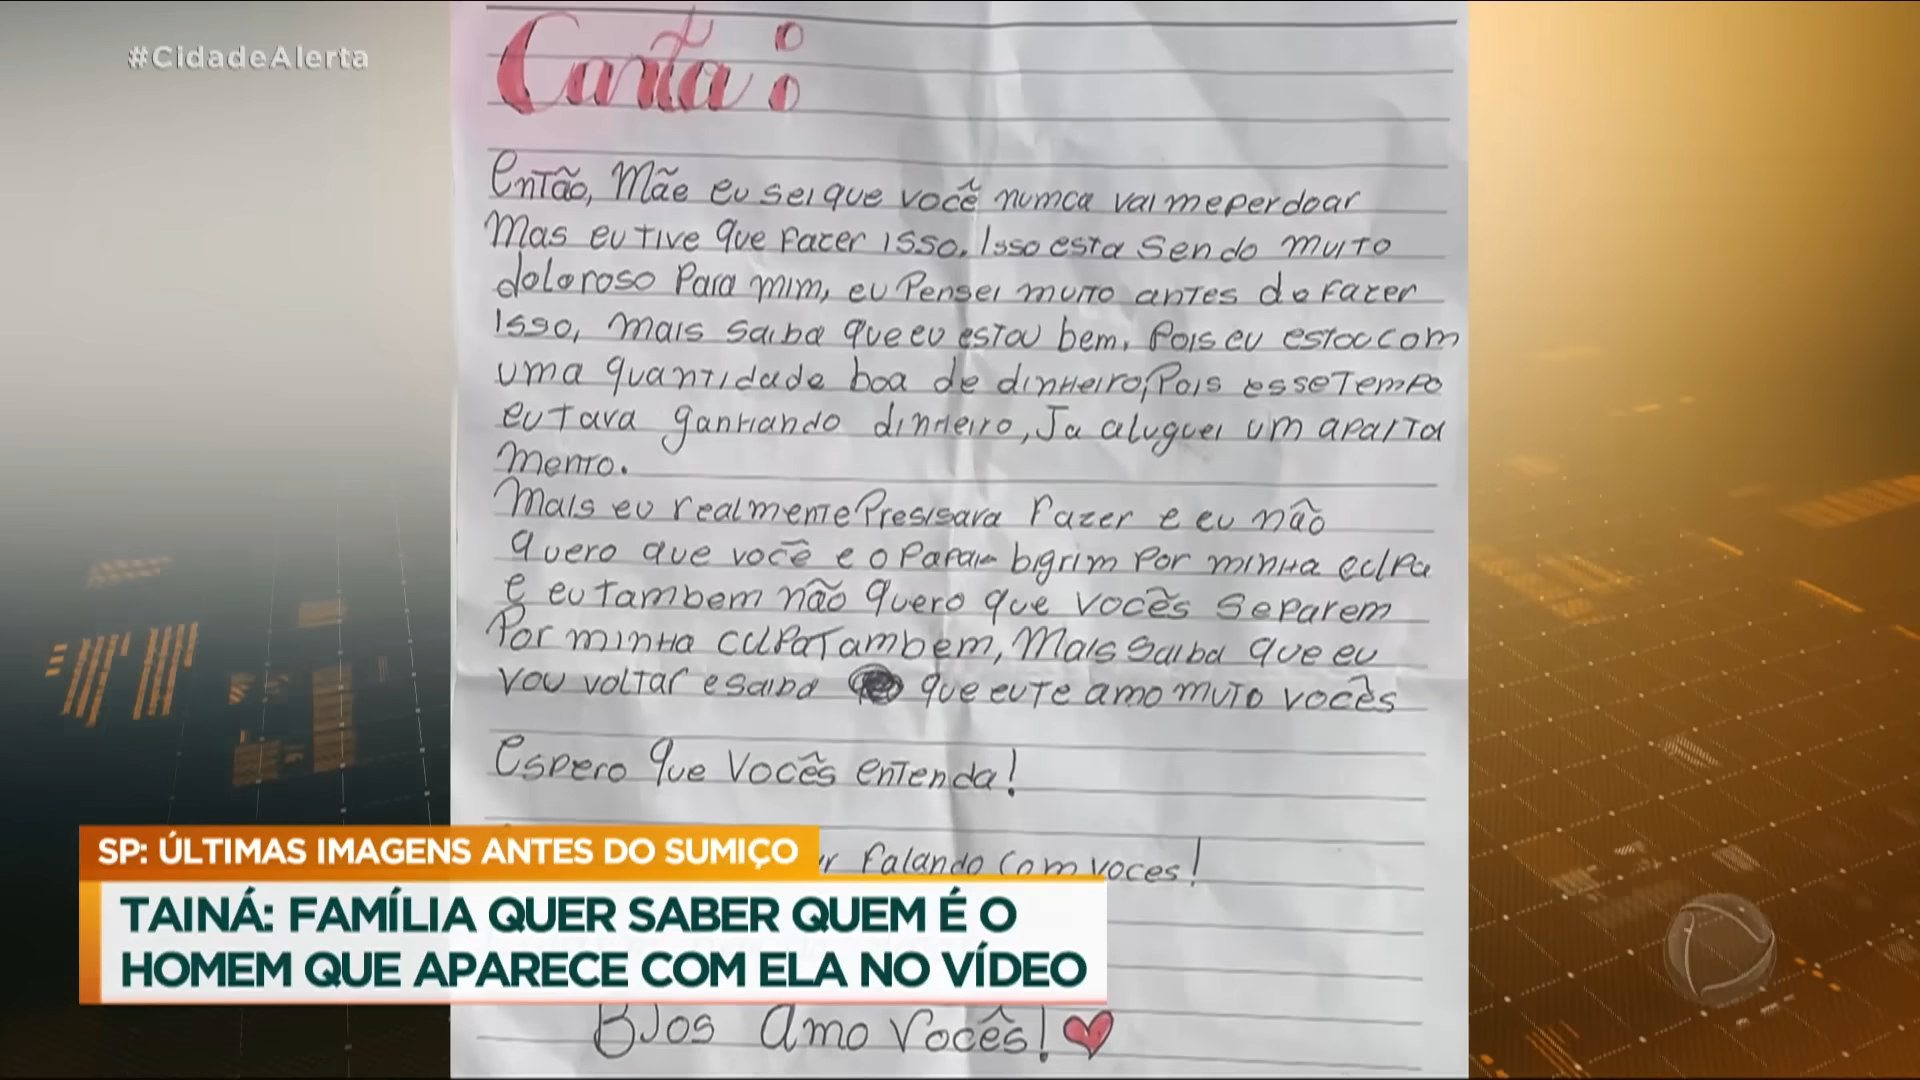 #CidadeAlerta
Carta:
Então, Mãe eu sei que você nunca vai me perdoar
Mas eu tive que fazer isso. Isso esta sendo muito
doloroso para mim, eu pensei muito antes de fazer
isso, mais saiba que eu estou bem. Pois eu estou com
uma quantidade boa de dinheiro, pois esse tempo
eu tava ganhando dinheiro, Ja aluguei um aparta
mento.
Mais eu realmente presisava fazer e eu não
quero que você e o papai bigrim por minha culpa
e eu tambem não quero que vocês separem
Por minha culpa tambem, Mais saiba que eu
vou voltar e saiba que eu te amo muito vocês
Espero que vocês entenda!
falando com voces!
Bjos Amo vocês!
SP: ÚLTIMAS IMAGENS ANTES DO SUMIÇO
TAINÁ: FAMÍLIA QUER SABER QUEM É O
HOMEM QUE APARECE COM ELA NO VÍDEO